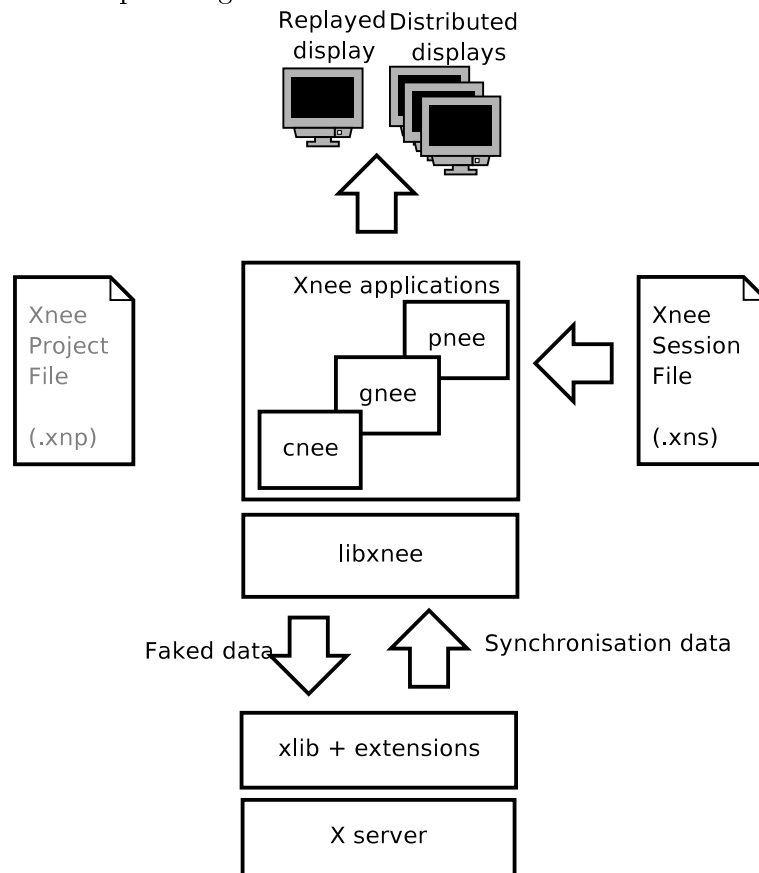 Replayed
display
Distributed
displays
Xnee applications
pnee
gnee
cnee
Xnee
Project
File
(.xnp)
Xnee
Session
File
(.xns)
libxnee
Faked data
Synchronisation data
xlib + extensions
X server